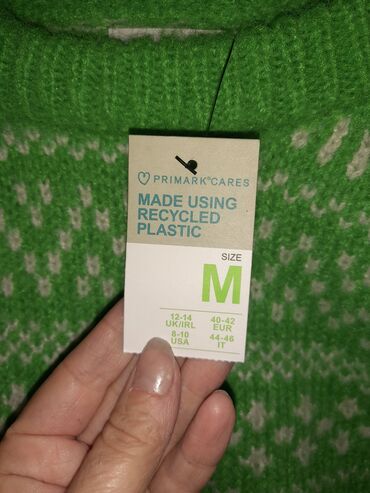 PRIMARK® CARES
MADE USING
RECYCLED
PLASTIC
SIZE
M
12-14 40-42
UK/IRL EUR
8-10 44-46
USA IT